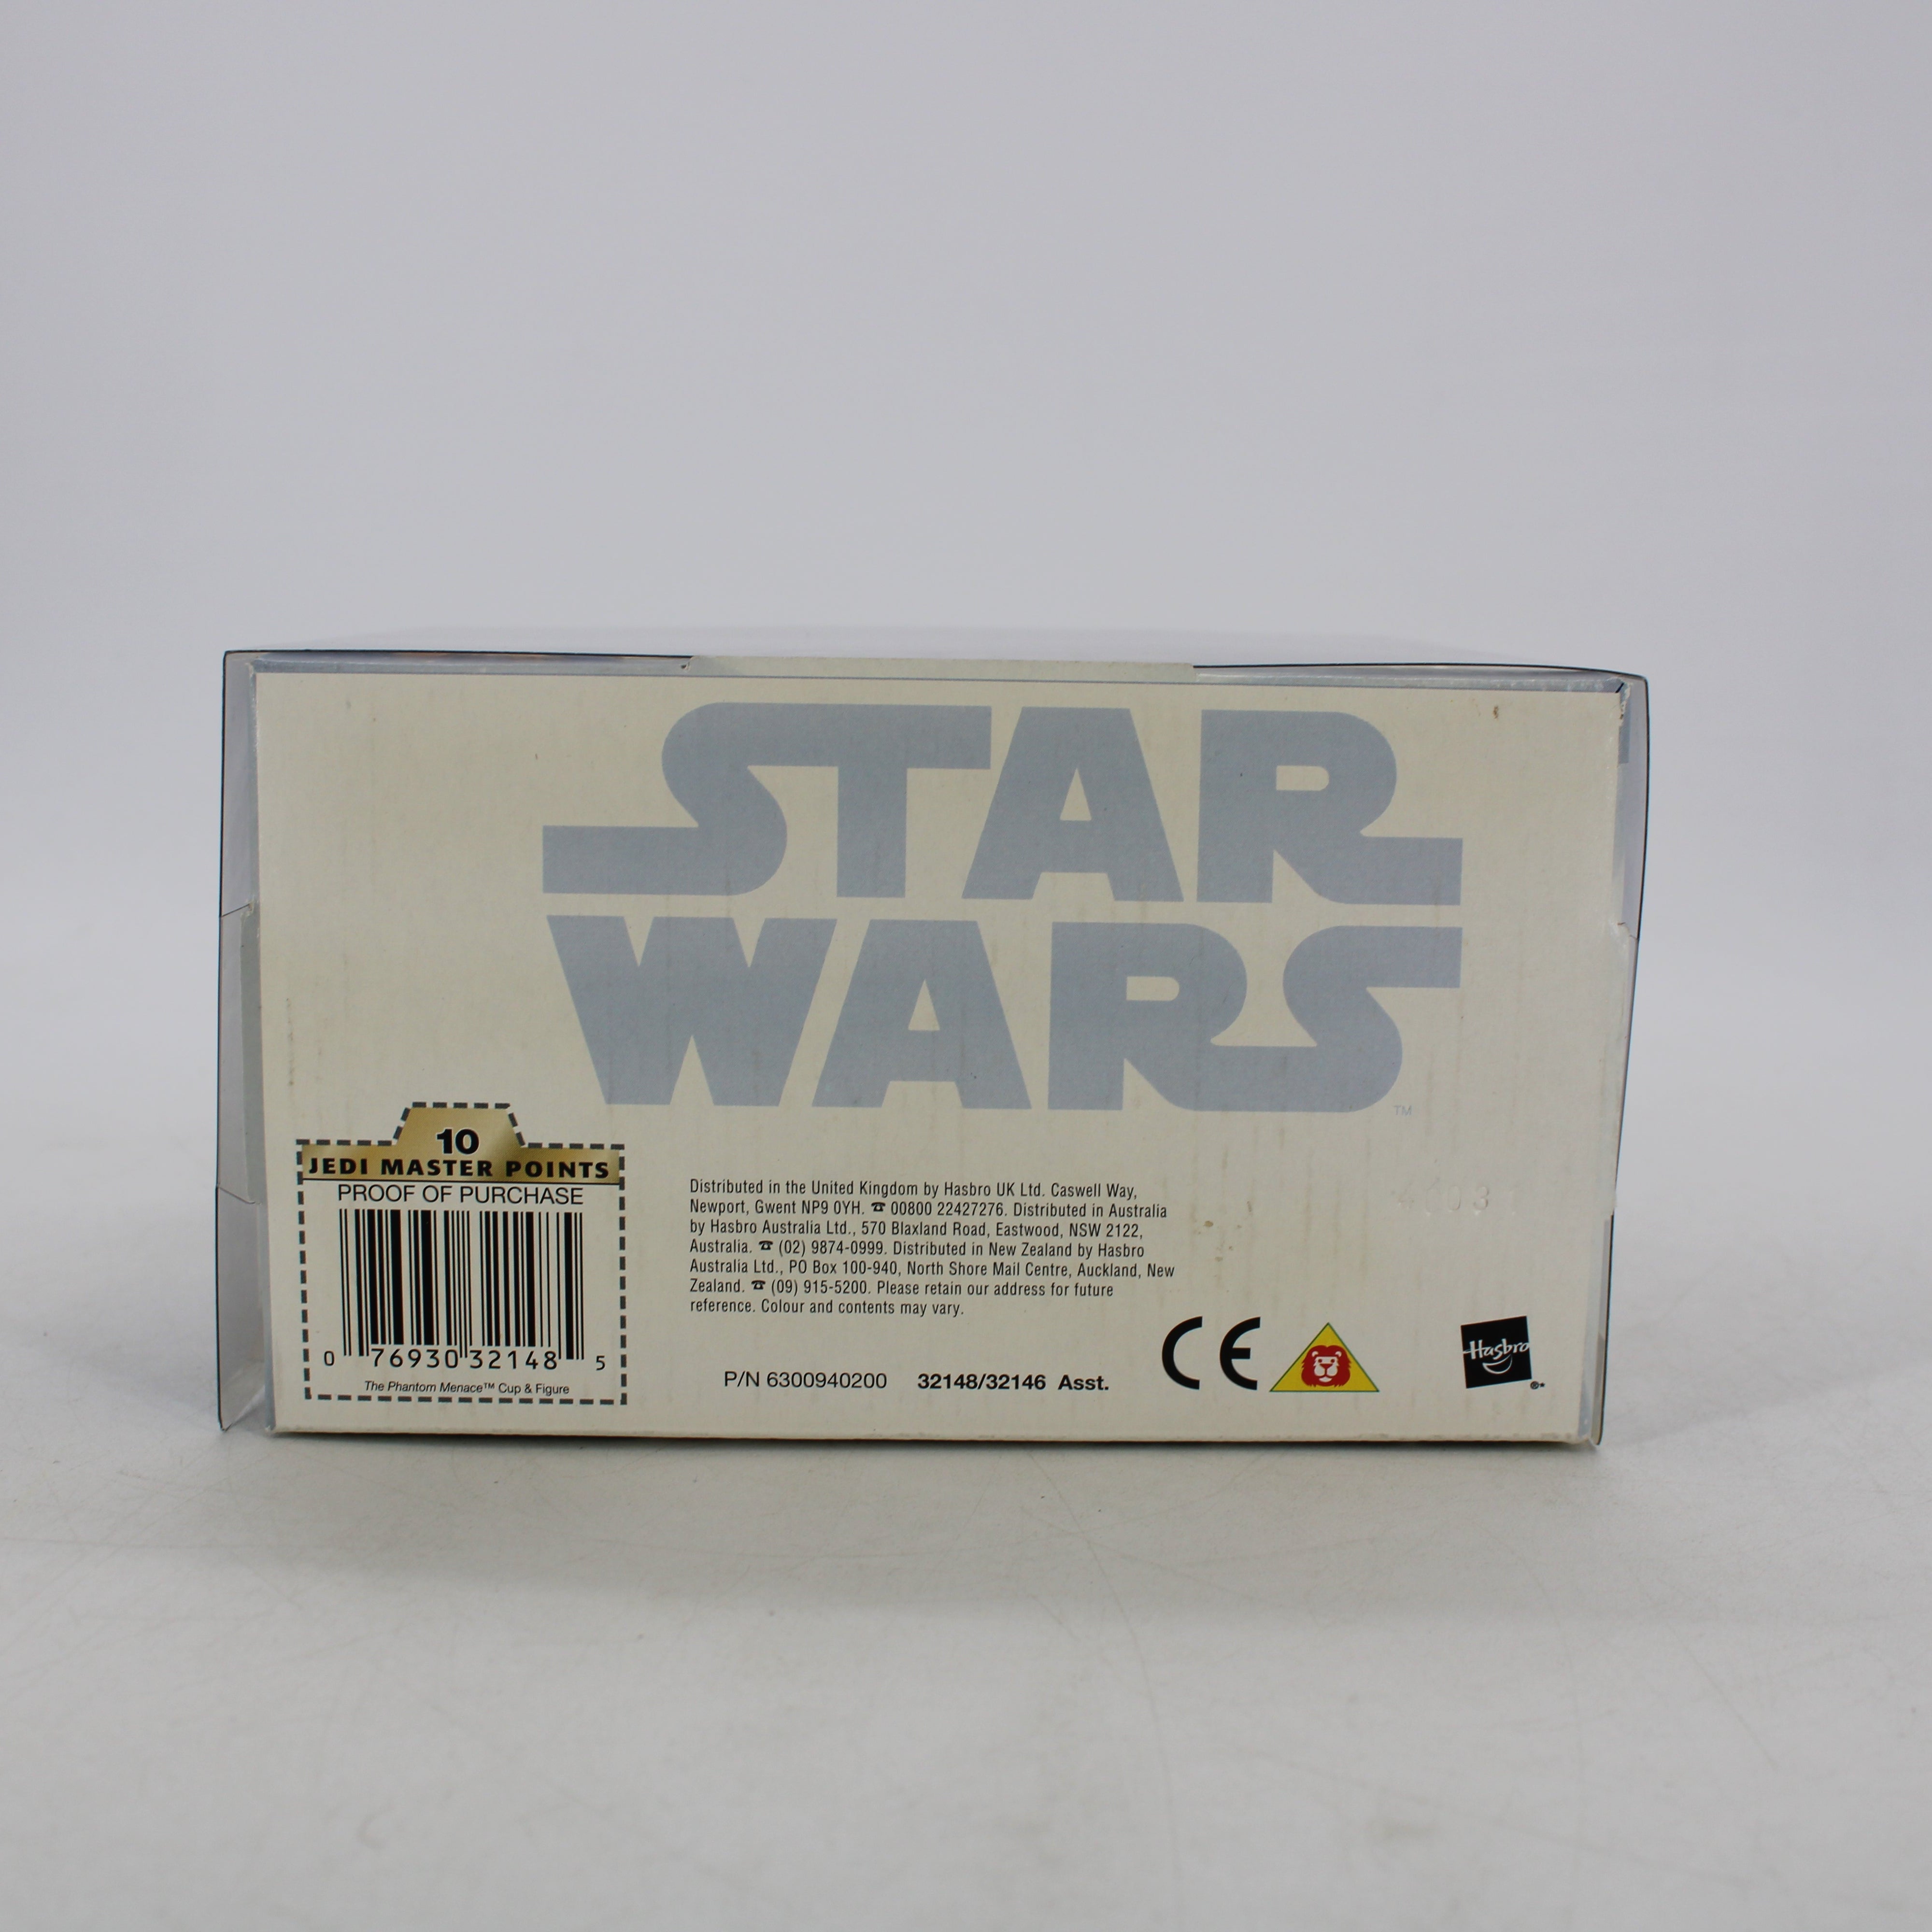 STAR
WARS
TM
10
JEDI MASTER POINTS
PROOF OF PURCHASE
0 76930 32148 5
The Phantom Menace™ Cup & Figure
Distributed in the United Kingdom by Hasbro UK Ltd. Caswell Way,
Newport, Gwent NP9 0YH. ☎ 00800 22427276. Distributed in Australia
by Hasbro Australia Ltd., 570 Blaxland Road, Eastwood, NSW 2122,
Australia. ☎ (02) 9874-0999. Distributed in New Zealand by Hasbro
Australia Ltd., PO Box 100-940, North Shore Mail Centre, Auckland, New
Zealand. ☎ (09) 915-5200. Please retain our address for future
reference. Colour and contents may vary.
P/N 6300940200 32148/32146 Asst.
CE
Hasbro
®*